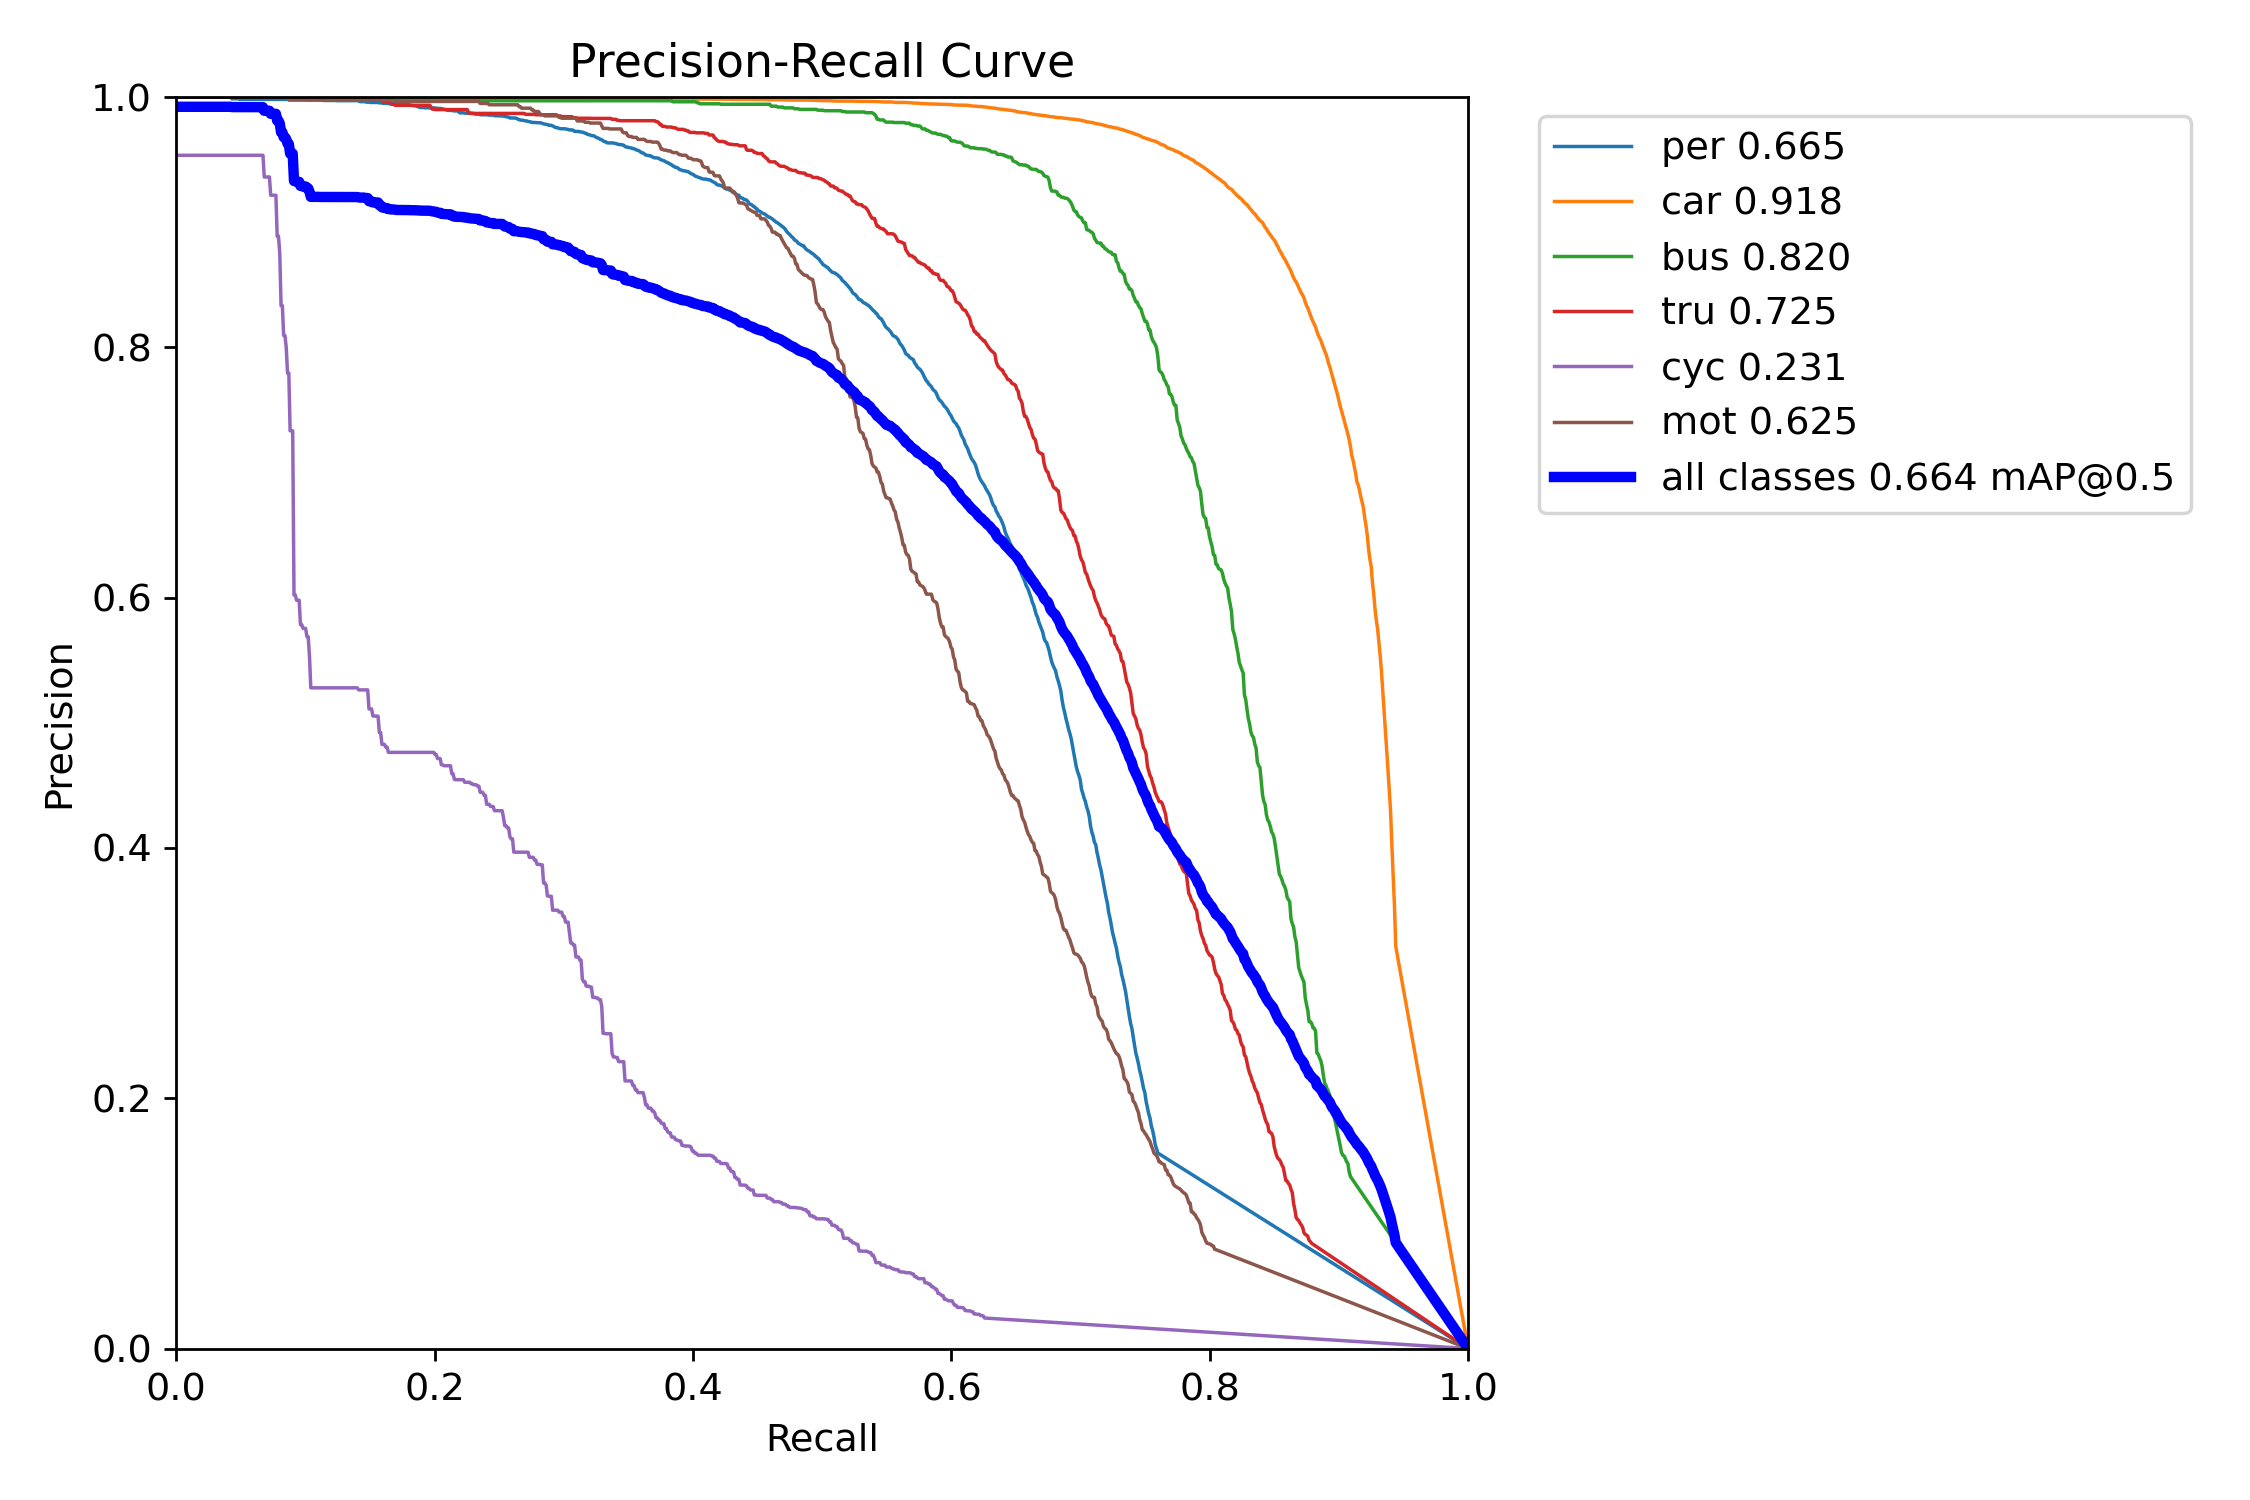 Precision-Recall Curve
1.0
0.8
0.6
0.4
0.2
0.0
Precision
0.0 0.2 0.4 0.6 0.8 1.0
Recall
per 0.665
car 0.918
bus 0.820
tru 0.725
cyc 0.231
mot 0.625
all classes 0.664 mAP@0.5